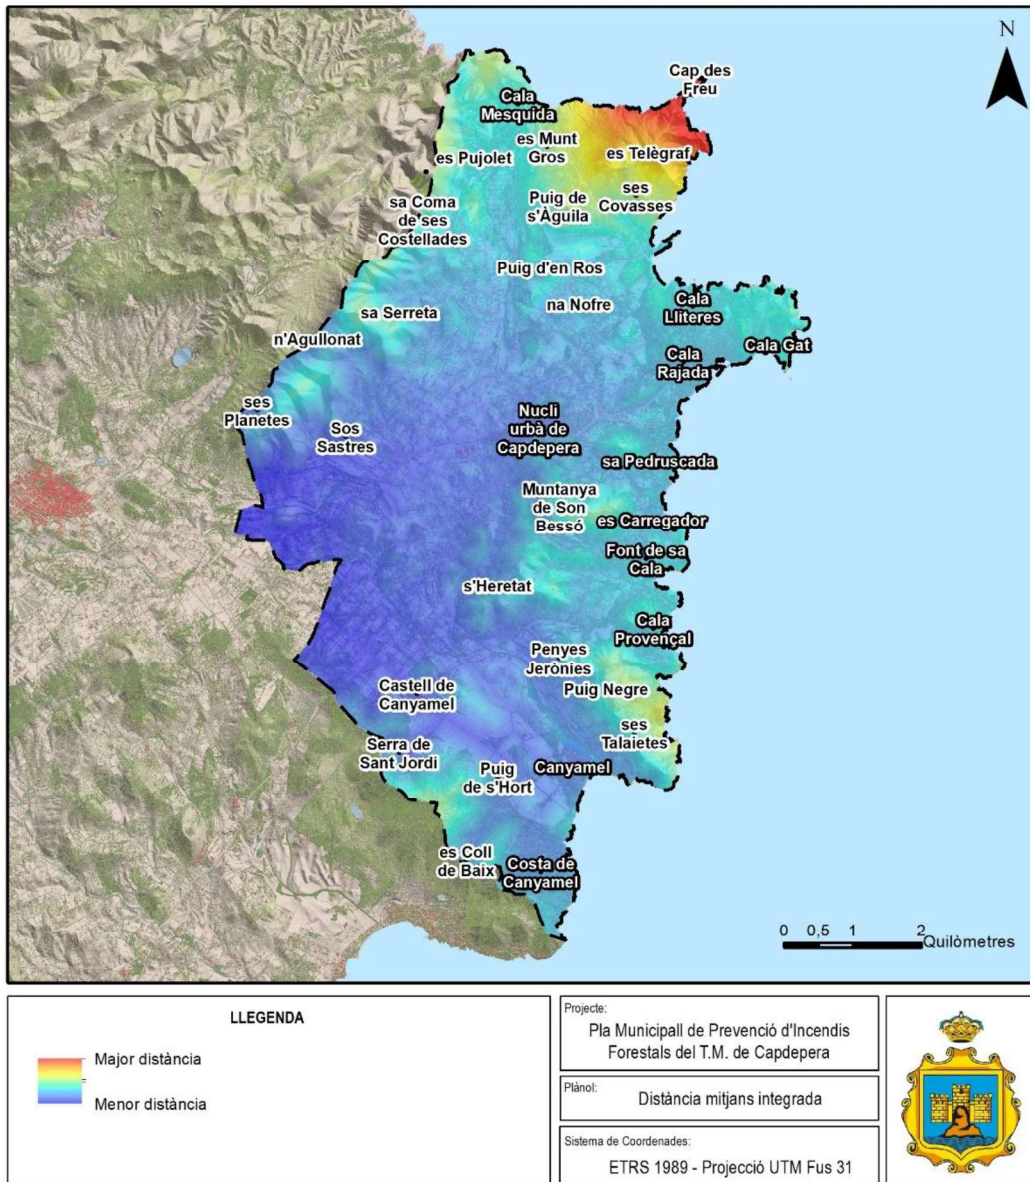 N
Cap des
Freu
Cala
Mesquida
es Munt
Gros
es Pujolet
es Telègraf
ses
Covasses
sa Coma
de ses
Costellades
Puig de
s'Àguila
Puig d'en Ros
na Nofre
Cala
Lliteres
sa Serreta
n'Agullonat
Cala Gat
Cala
Rajada
ses
Planetes
Sos
Sastres
Nucli
urbà de
Capdepera
sa Pedruscada
Muntanya
de Son
Bessó
es Carregador
Font de sa
Cala
s'Heretat
Cala
Provençal
Penyes
Jerònies
Puig Negre
Castell de
Canyamel
ses
Talaietes
Serra de
Sant Jordi
Puig
de s'Hort
Canyamel
es Coll
de Baix
Costa de
Canyamel
0 0,5 1 2
Quilòmetres
LLEGENDA
Major distància
Menor distància
Projecte:
Pla Municipall de Prevenció d'Incendis
Forestals del T.M. de Capdepera
Plànol:
Distància mitjans integrada
Sistema de Coordenades:
ETRS 1989 - Projecció UTM Fus 31